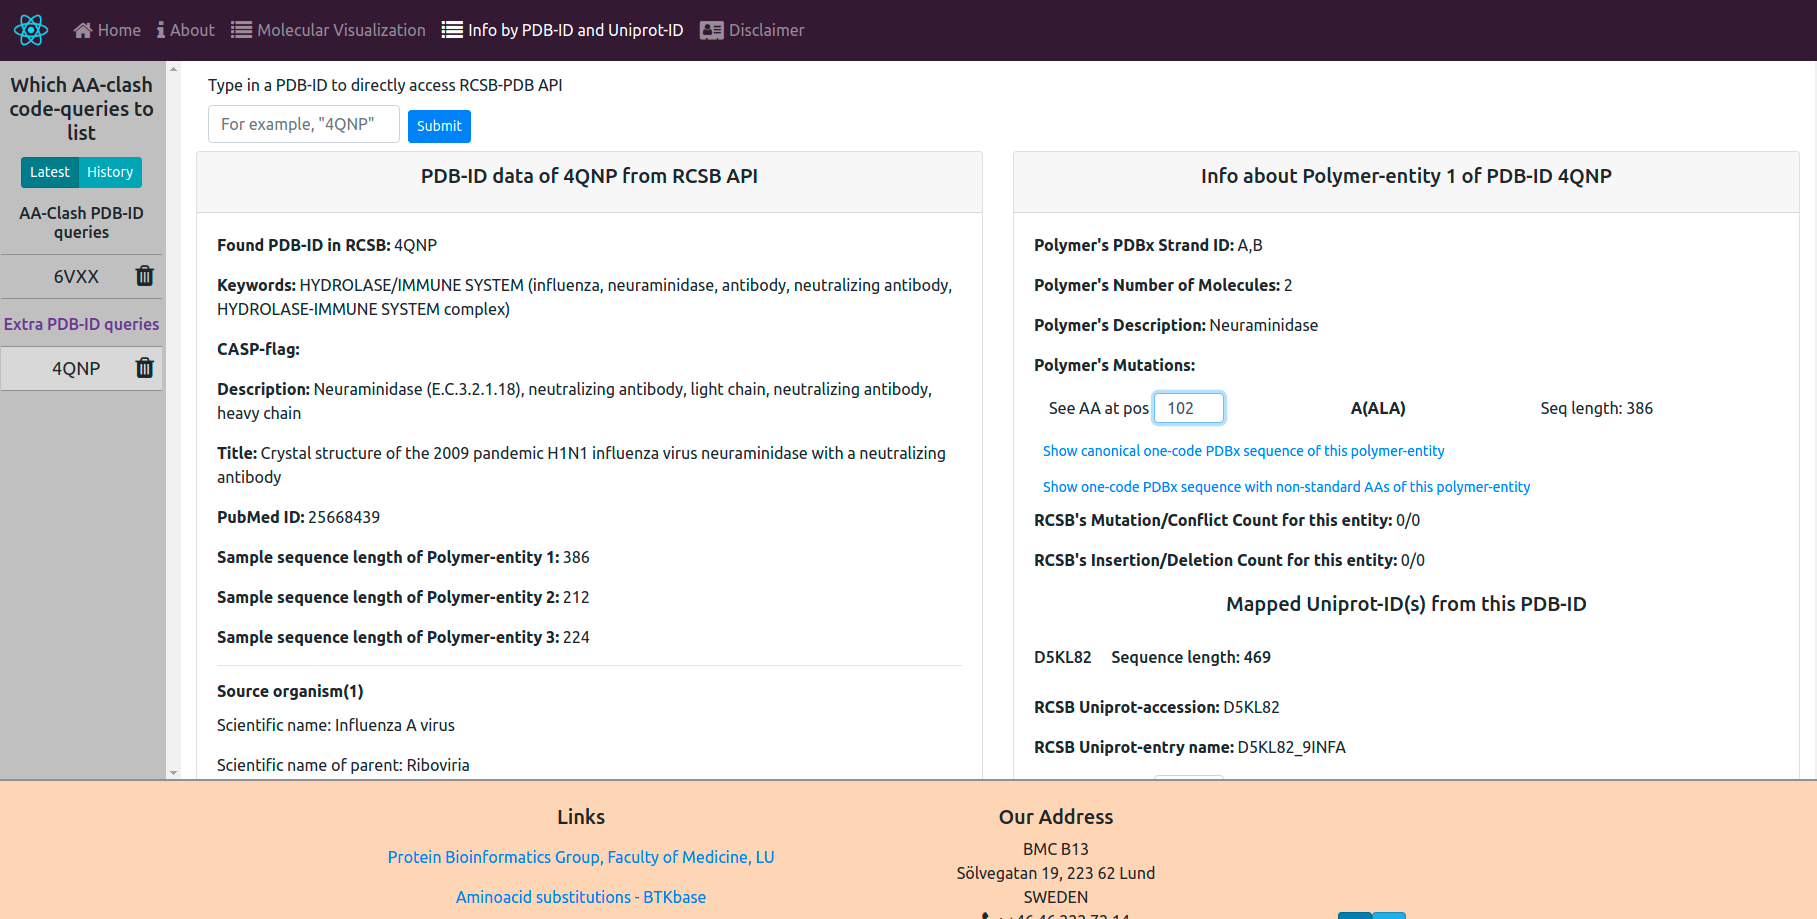 Home About Molecular Visualization Info by PDB-ID and Uniprot-ID Disclaimer
Which AA-clash
code-queries to
list
Latest History
AA-Clash PDB-ID
queries
6VXX
Extra PDB-ID queries
4QNP
Type in a PDB-ID to directly access RCSB-PDB API
For example, "4QNP" Submit
PDB-ID data of 4QNP from RCSB API
Found PDB-ID in RCSB: 4QNP
Keywords: HYDROLASE/IMMUNE SYSTEM (influenza, neuraminidase, antibody, neutralizing antibody,
HYDROLASE-IMMUNE SYSTEM complex)
CASP-flag:
Description: Neuraminidase (E.C.3.2.1.18), neutralizing antibody, light chain, neutralizing antibody,
heavy chain
Title: Crystal structure of the 2009 pandemic H1N1 influenza virus neuraminidase with a neutralizing
antibody
PubMed ID: 25668439
Sample sequence length of Polymer-entity 1: 386
Sample sequence length of Polymer-entity 2: 212
Sample sequence length of Polymer-entity 3: 224
Source organism(1)
Scientific name: Influenza A virus
Scientific name of parent: Riboviria
Info about Polymer-entity 1 of PDB-ID 4QNP
Polymer's PDBx Strand ID: A,B
Polymer's Number of Molecules: 2
Polymer's Description: Neuraminidase
Polymer's Mutations:
See AA at pos 102 A(ALA) Seq length: 386
Show canonical one-code PDBx sequence of this polymer-entity
Show one-code PDBx sequence with non-standard AAs of this polymer-entity
RCSB's Mutation/Conflict Count for this entity: 0/0
RCSB's Insertion/Deletion Count for this entity: 0/0
Mapped Uniprot-ID(s) from this PDB-ID
D5KL82 Sequence length: 469
RCSB Uniprot-accession: D5KL82
RCSB Uniprot-entry name: D5KL82_9INFA
Links
Protein Bioinformatics Group, Faculty of Medicine, LU
Aminoacid substitutions - BTKbase
Our Address
BMC B13
Sölvegatan 19, 223 62 Lund
SWEDEN